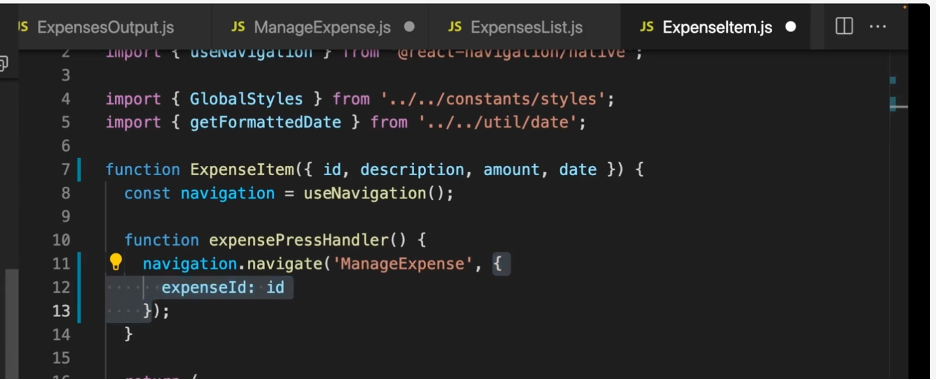 JS ExpensesOutput.js JS ManageExpense.js JS ExpensesList.js JS ExpenseItem.js
2 import { useNavigation } from '@react-navigation/native';
3
4 import { GlobalStyles } from '../../constants/styles';
5 import { getFormattedDate } from '../../util/date';
6
7 function ExpenseItem({ id, description, amount, date }) {
8 const navigation = useNavigation();
9
10 function expensePressHandler() {
11 navigation.navigate('ManageExpense', {
12 expenseId: id
13 });
14 }
15
16 return (